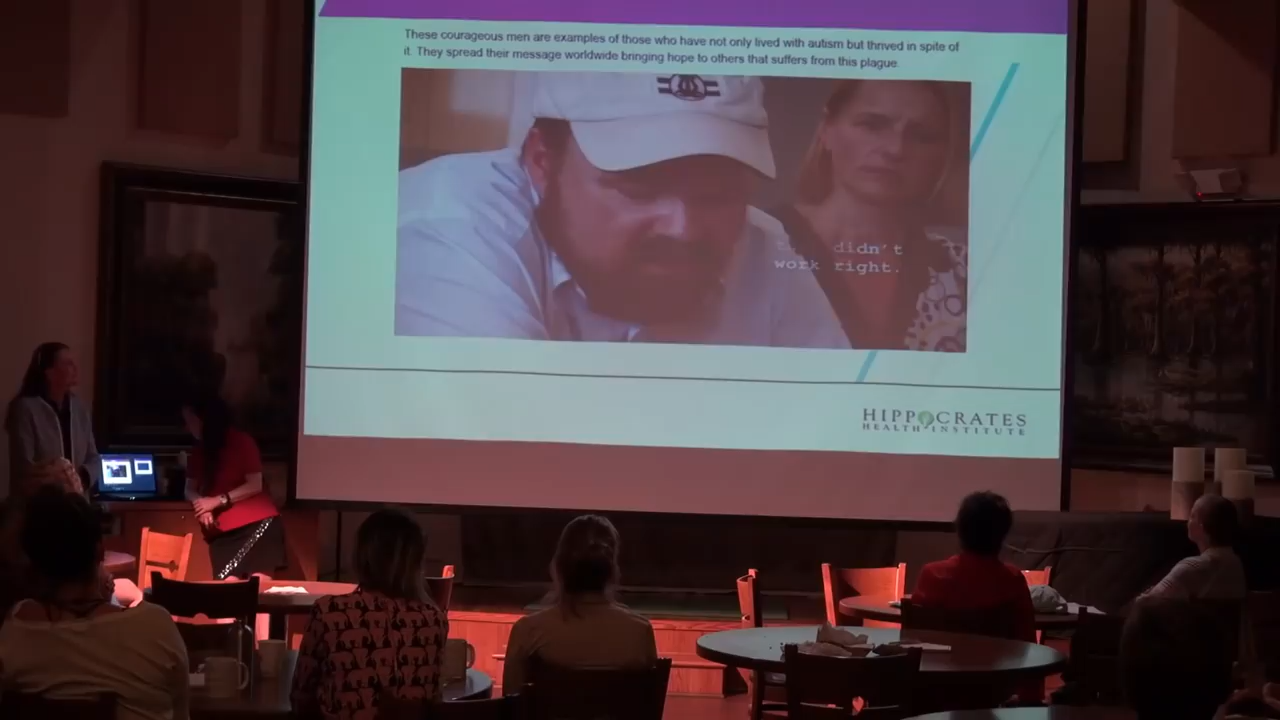 These courageous men are examples of those who have not only lived with autism but thrived in spite of
it. They spread their message worldwide bringing hope to others that suffers from this plague.
didn't
work right.
HIPPOCRATES
HEALTH INSTITUTE